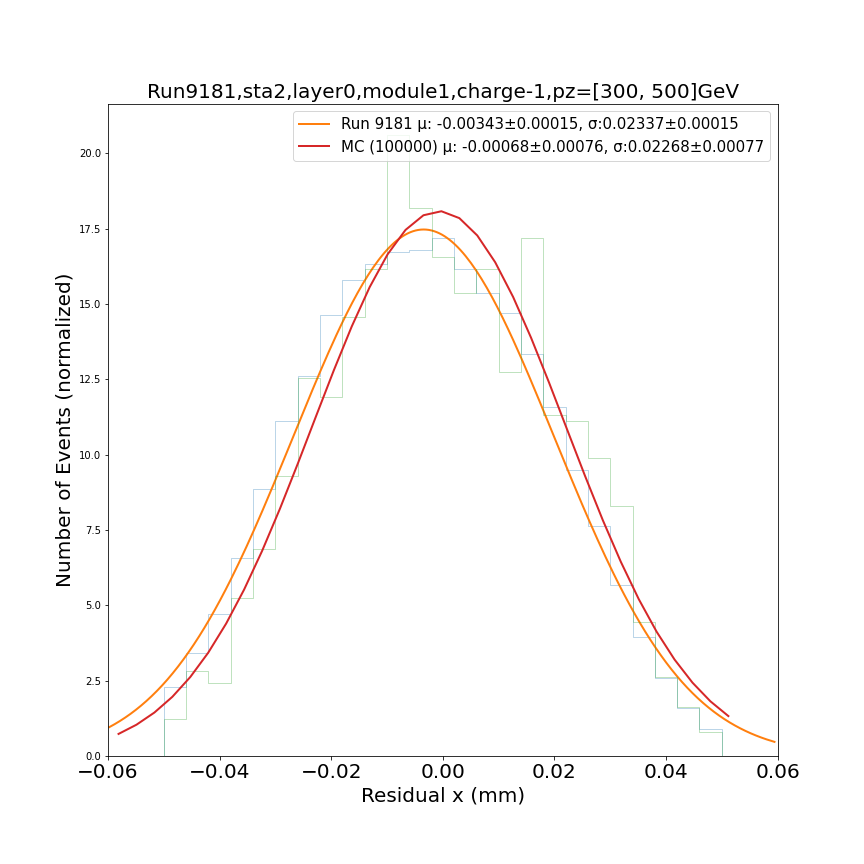 Run9181,sta2,layer0,module1,charge-1,pz=[300, 500]GeV
Run 9181 μ: -0.00343±0.00015, σ:0.02337±0.00015
MC (100000) μ: -0.00068±0.00076, σ:0.02268±0.00077
20.0
17.5
15.0
12.5
10.0
7.5
5.0
2.5
0.0
Number of Events (normalized)
−0.06 −0.04 −0.02 0.00 0.02 0.04 0.06
Residual x (mm)